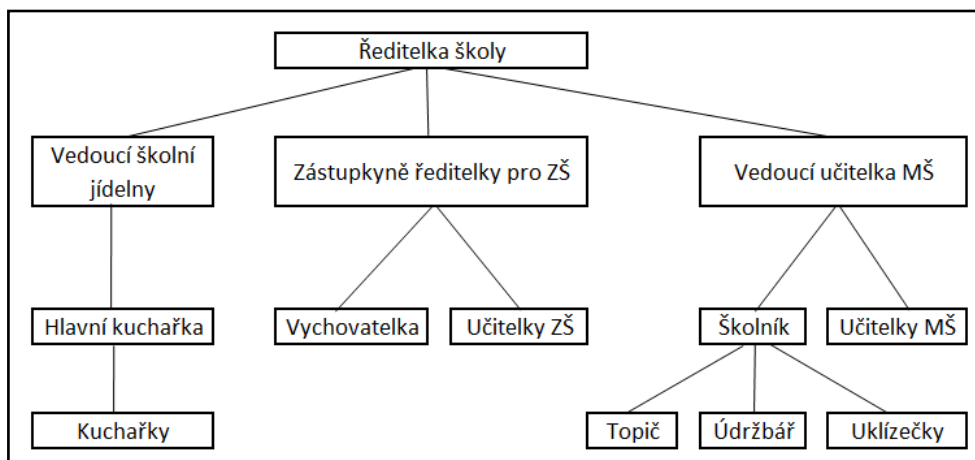 Ředitelka školy
Vedoucí školní
jídelny
Zástupkyně ředitelky pro ZŠ
Vedoucí učitelka MŠ
Hlavní kuchařka
Vychovatelka
Učitelky ZŠ
Školník
Učitelky MŠ
Kuchařky
Topič
Údržbář
Uklízečky